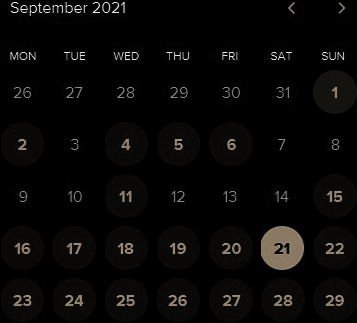 September 2021 < >
MON TUE WED THU FRI SAT SUN
26 27 28 29 30 31 1
2 3 4 5 6 7 8
9 10 11 12 13 14 15
16 17 18 19 20 21 22
23 24 25 26 27 28 29